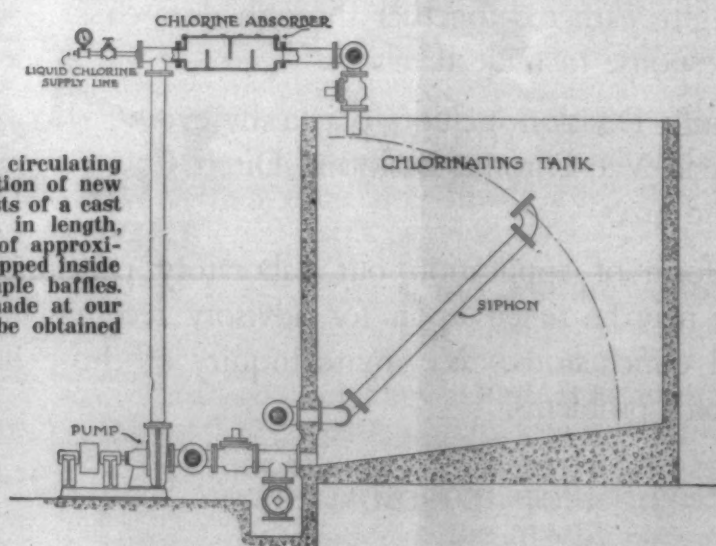 CHLORINE ABSORBER
LIQUID CHLORINE
SUPPLY LINE
circulating
tion of new
sts of a cast
in length,
of approxi-
pped inside
ple baffles.
nade at our
be obtained
CHLORINATING TANK
SIPHON
PUMP